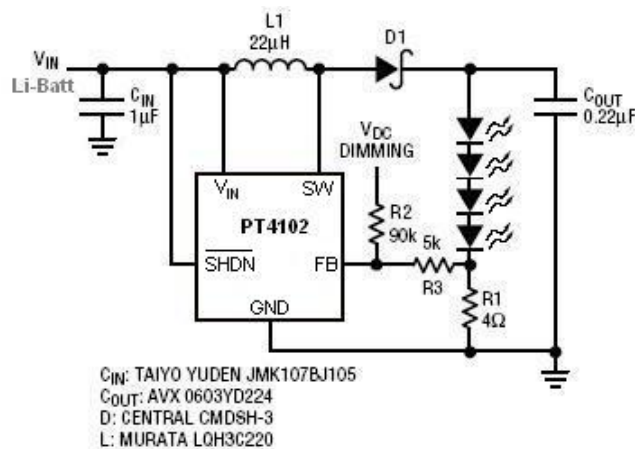 L1
22µH
D1
VIN
Li-Batt
CIN
1µF
COUT
0.22µF
VDC
DIMMING
VIN
SW
PT4102
R2
90k
5k
SHDN
FB
R3
GND
R1
4Ω
CIN: TAIYO YUDEN JMK107BJ105
COUT: AVX 0603YD224
D: CENTRAL CMDSH-3
L: MURATA LQH3C220